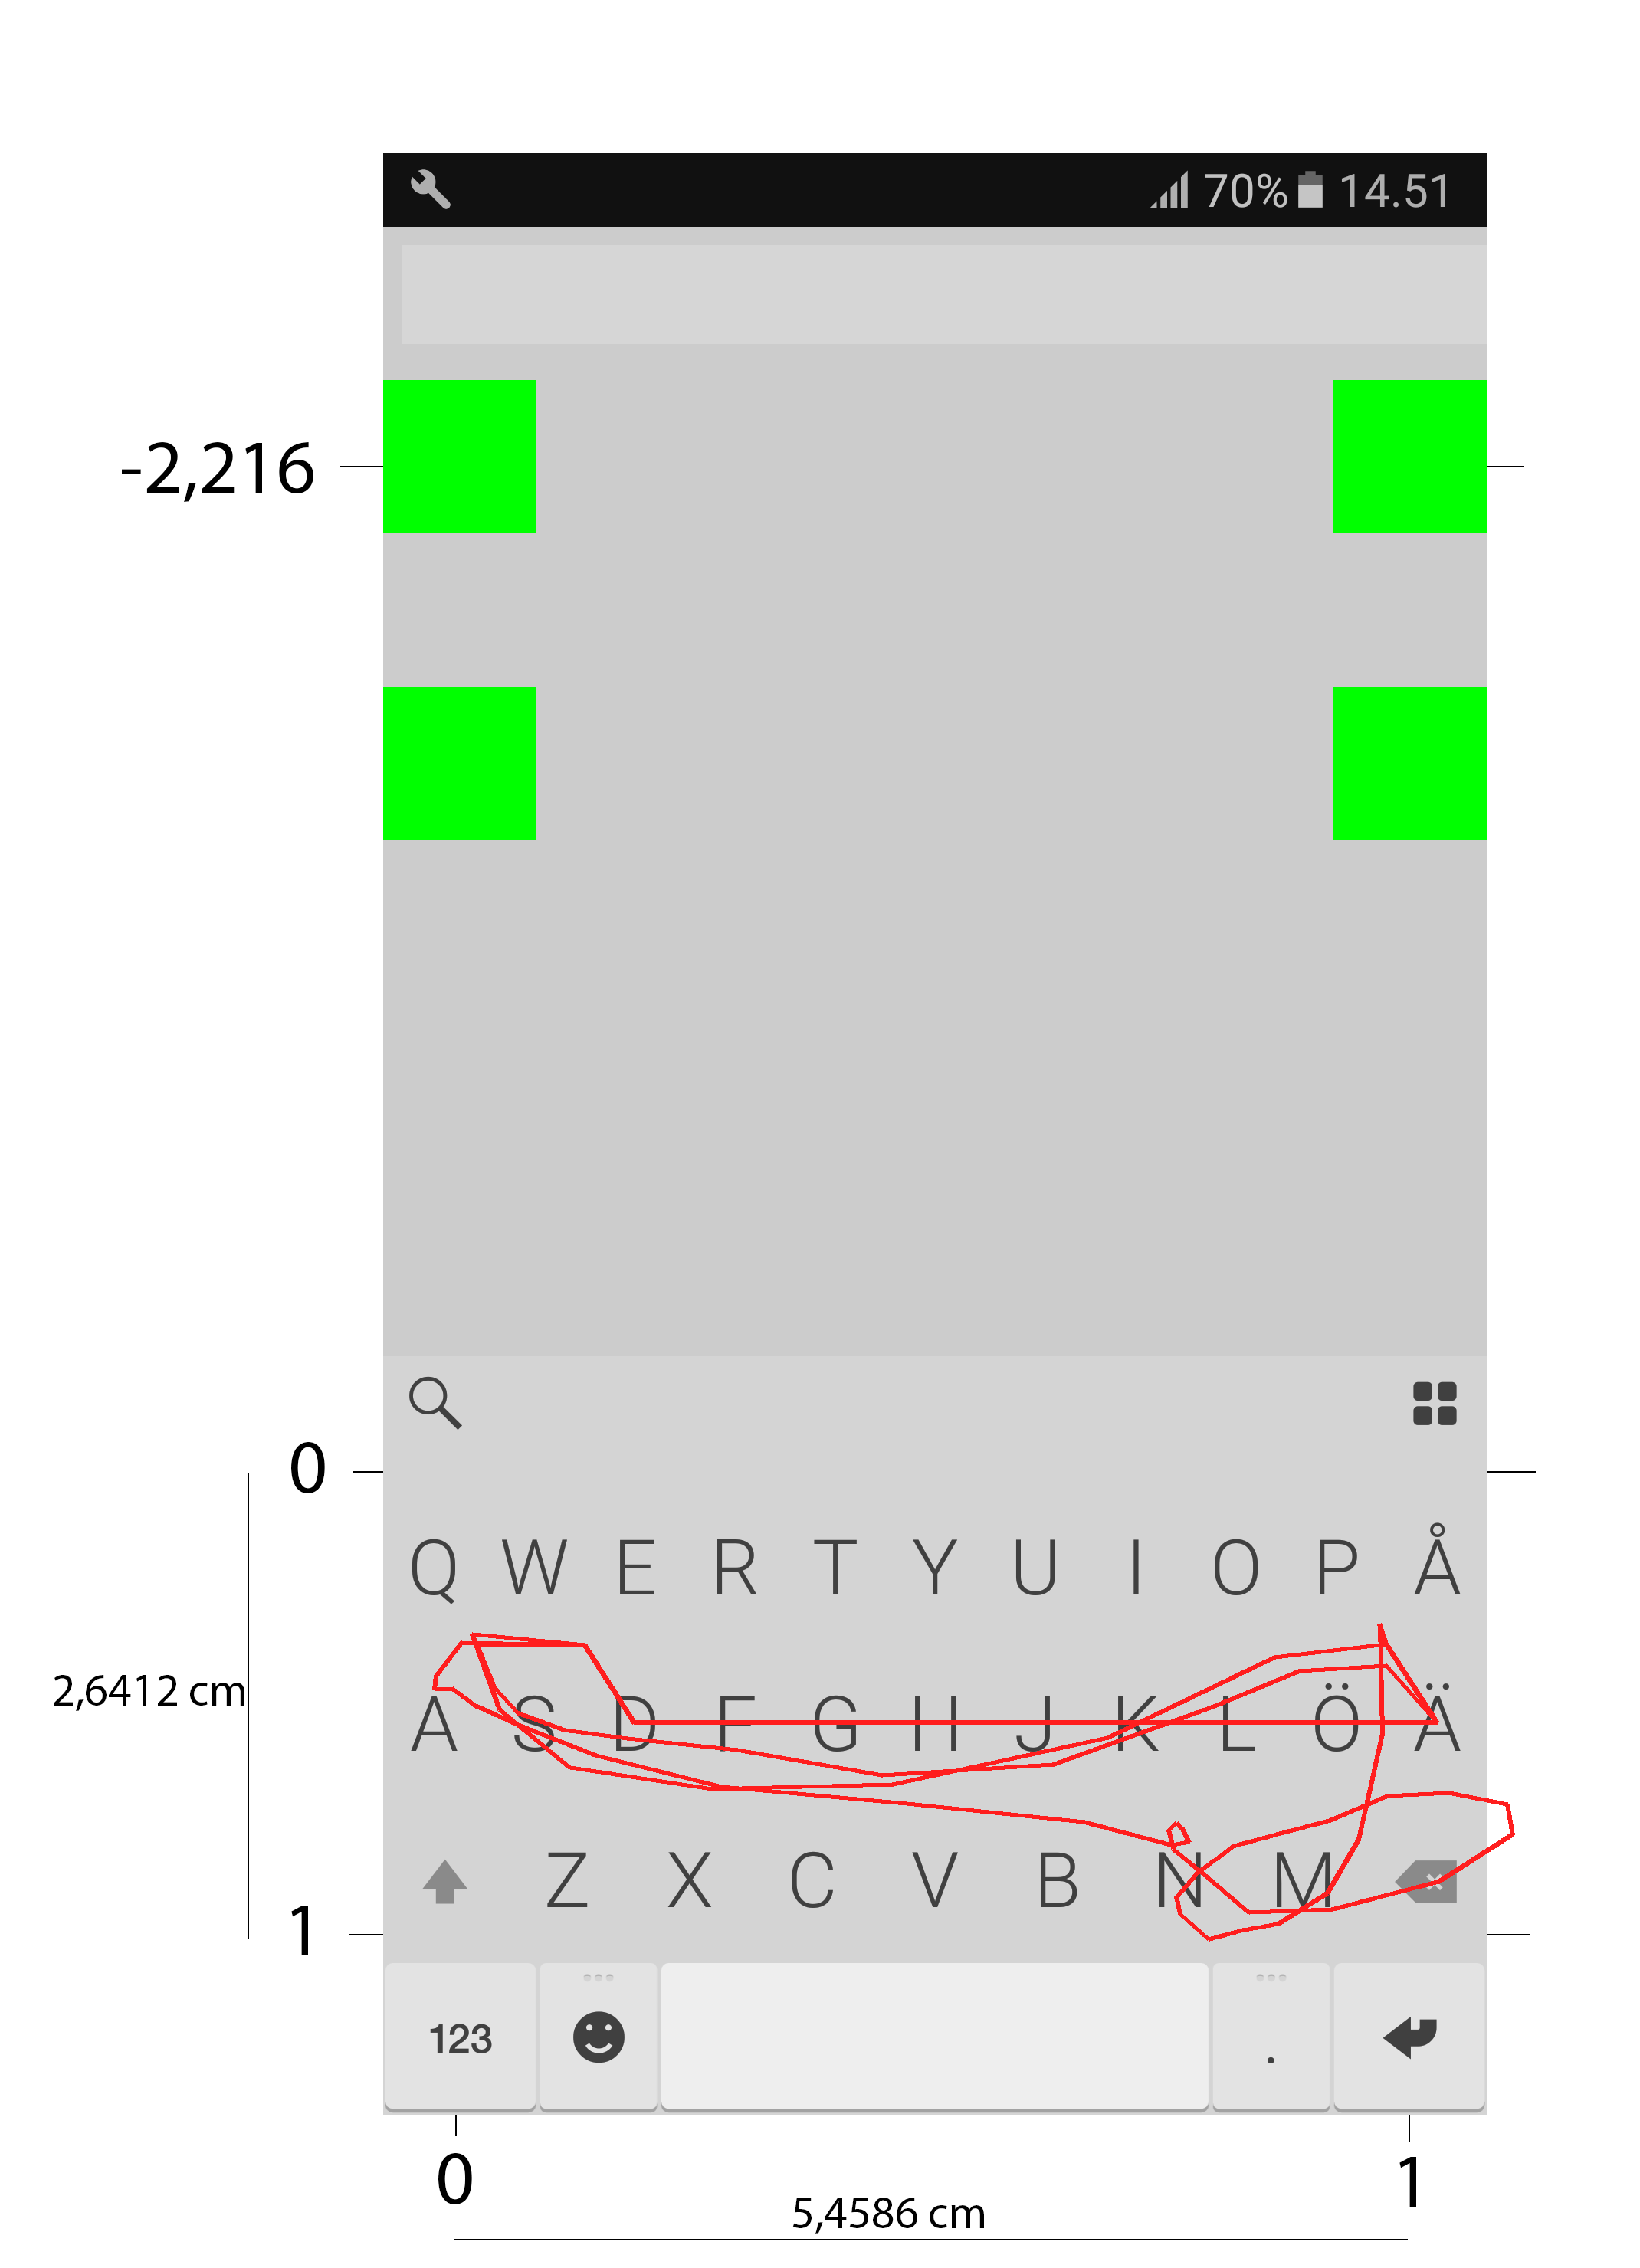 70% 14.51
-2,216
0
Q W E R T Y U I O P Å
2,6412 cm
A S D F G H J K L Ö Ä
Z X C V B N M
1
123 .
0 1
5,4586 cm